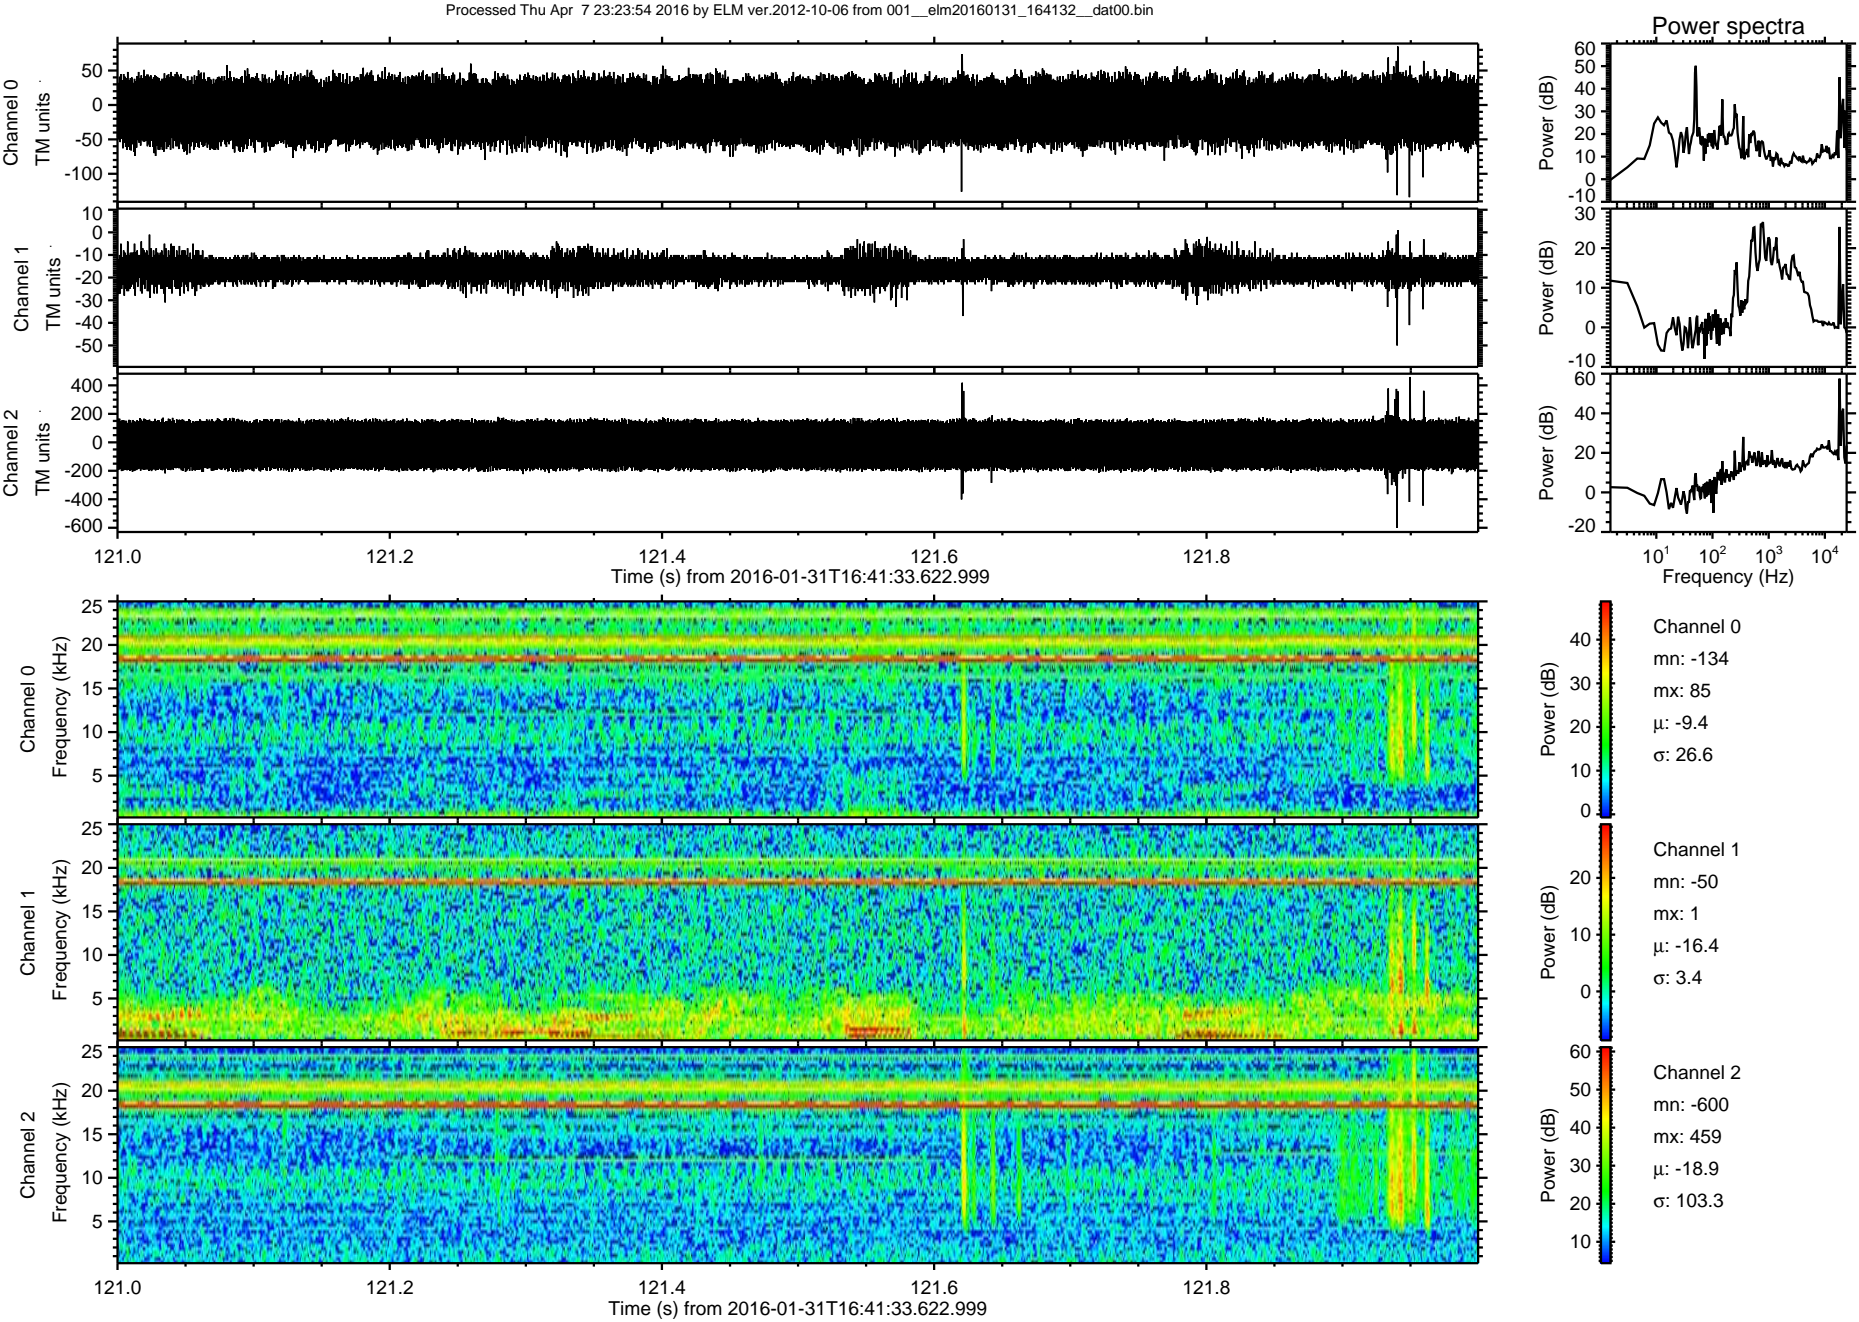 Processed Thu Apr  7 23:23:54 2016 by ELM ver.2012-10-06 from 001__elm20160131_164132__dat00.bin
Power spectra
Channel 0
TM units
50
0
-50
-100
Power (dB)
60
50
40
30
20
10
0
-10
Channel 1
TM units
10
0
-10
-20
-30
-40
-50
Power (dB)
30
20
10
0
-10
Channel 2
TM units
400
200
0
-200
-400
-600
Power (dB)
60
40
20
0
-20
121.0 121.2 121.4 121.6 121.8
Time (s) from 2016-01-31T16:41:33.622.999
10¹ 10² 10³ 10⁴
Frequency (Hz)
Channel 0
Frequency (kHz)
25
20
15
10
5
Power (dB)
40
30
20
10
0
Channel 0
mn: -134
mx: 85
μ: -9.4
σ: 26.6
Channel 1
Frequency (kHz)
25
20
15
10
5
Power (dB)
20
10
0
Channel 1
mn: -50
mx: 1
μ: -16.4
σ: 3.4
Channel 2
Frequency (kHz)
25
20
15
10
5
Power (dB)
60
50
40
30
20
10
Channel 2
mn: -600
mx: 459
μ: -18.9
σ: 103.3
121.0 121.2 121.4 121.6 121.8
Time (s) from 2016-01-31T16:41:33.622.999